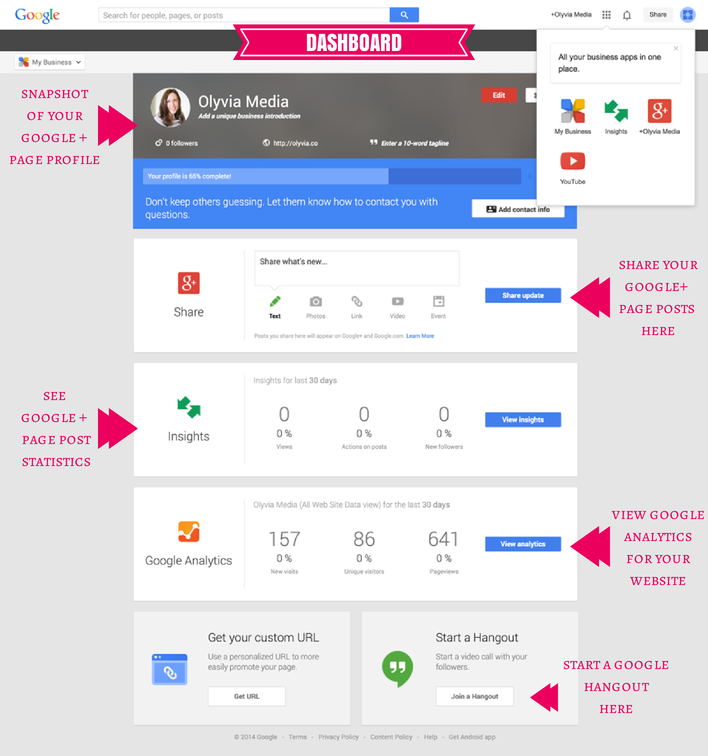 Google
Search for people, pages, or posts
+Olyvia Media
Share
DASHBOARD
My Business
All your business apps in one
place.
My Business
Insights
+Olyvia Media
YouTube
SNAPSHOT
OF YOUR
GOOGLE +
PAGE PROFILE
Olyvia Media
Add a unique business introduction
Edit
0 followers
http://olyvia.co
Enter a 10-word tagline
Your profile is 65% complete!
Don't keep others guessing. Let them know how to contact you with
questions.
Add contact info
Share
Share what's new...
Text
Photos
Link
Video
Event
Posts you share here will appear on Google+ and Google.com. Learn More
Share update
SHARE YOUR
GOOGLE+
PAGE POSTS
HERE
SEE
GOOGLE +
PAGE POST
STATISTICS
Insights
Insights for last 30 days
0
0
0
0 %
0 %
0 %
Views
Actions on posts
New followers
View insights
Google Analytics
Olyvia Media (All Web Site Data view) for the last 30 days
157
86
641
0 %
0 %
0 %
New visits
Unique visitors
Pageviews
View analytics
VIEW GOOGLE
ANALYTICS
FOR YOUR
WEBSITE
Get your custom URL
Use a personalized URL to more
easily promote your page.
Get URL
Start a Hangout
Start a video call with your
followers.
Join a Hangout
START A GOOGLE
HANGOUT
HERE
© 2014 Google - Terms - Privacy Policy - Content Policy - Help - Get Android app